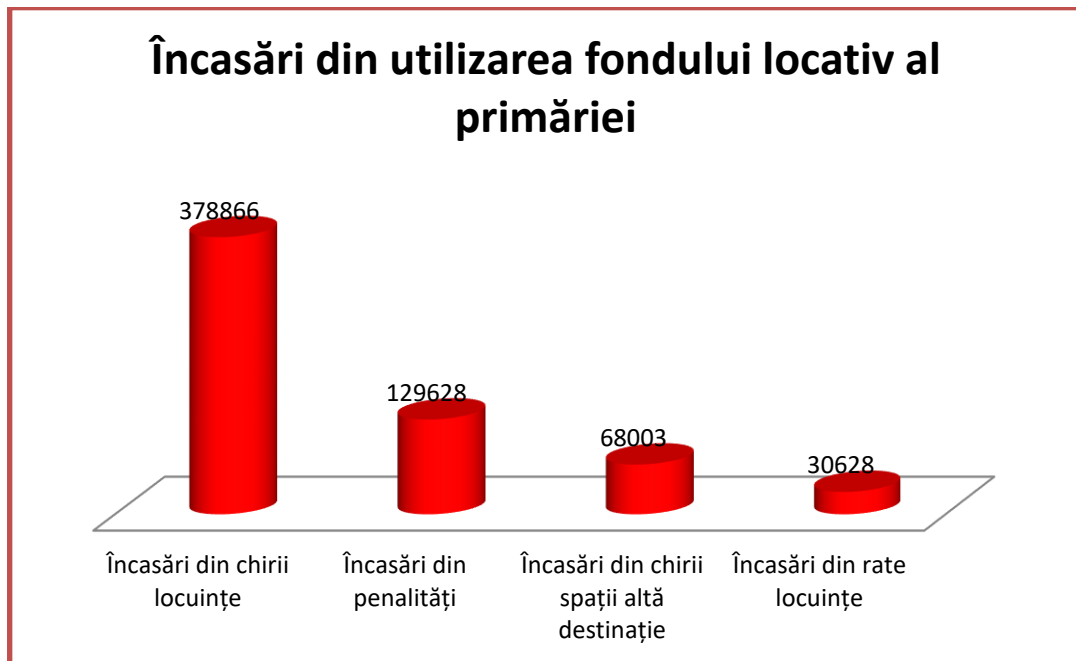 Încasări din utilizarea fondului locativ al
primăriei
378866
129628
68003
30628
Încasări din chirii
locuințe
Încasări din
penalități
Încasări din chirii
spații altă
destinație
Încasări din rate
locuințe